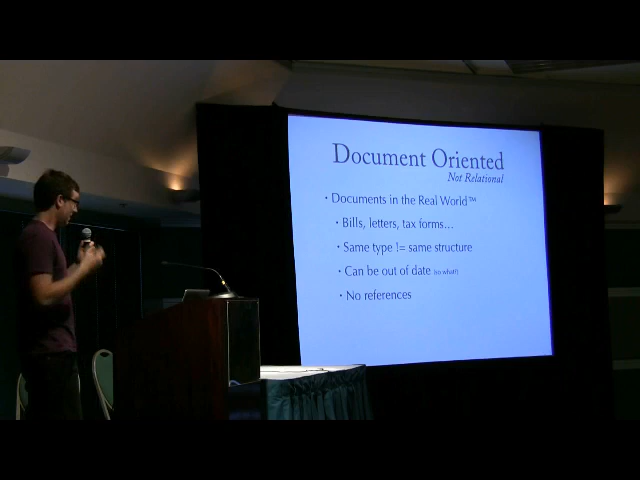 Document Oriented
Not Relational
• Documents in the Real World™
• Bills, letters, tax forms...
• Same type != same structure
• Can be out of date (so what?)
• No references